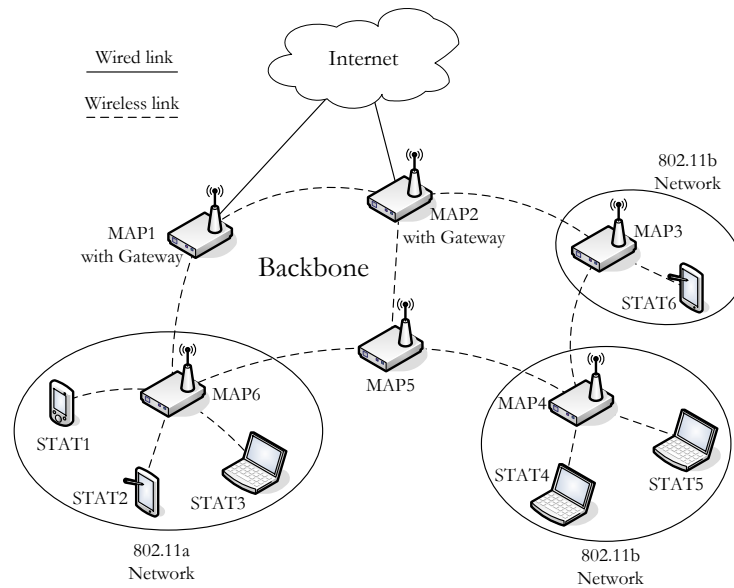 Wired link
Internet
Wireless link
802.11b
Network
MAP1
with Gateway
MAP2
with Gateway
MAP3
Backbone
STAT6
MAP5
MAP6
MAP4
STAT1
STAT2
STAT3
STAT4
STAT5
802.11a
Network
802.11b
Network